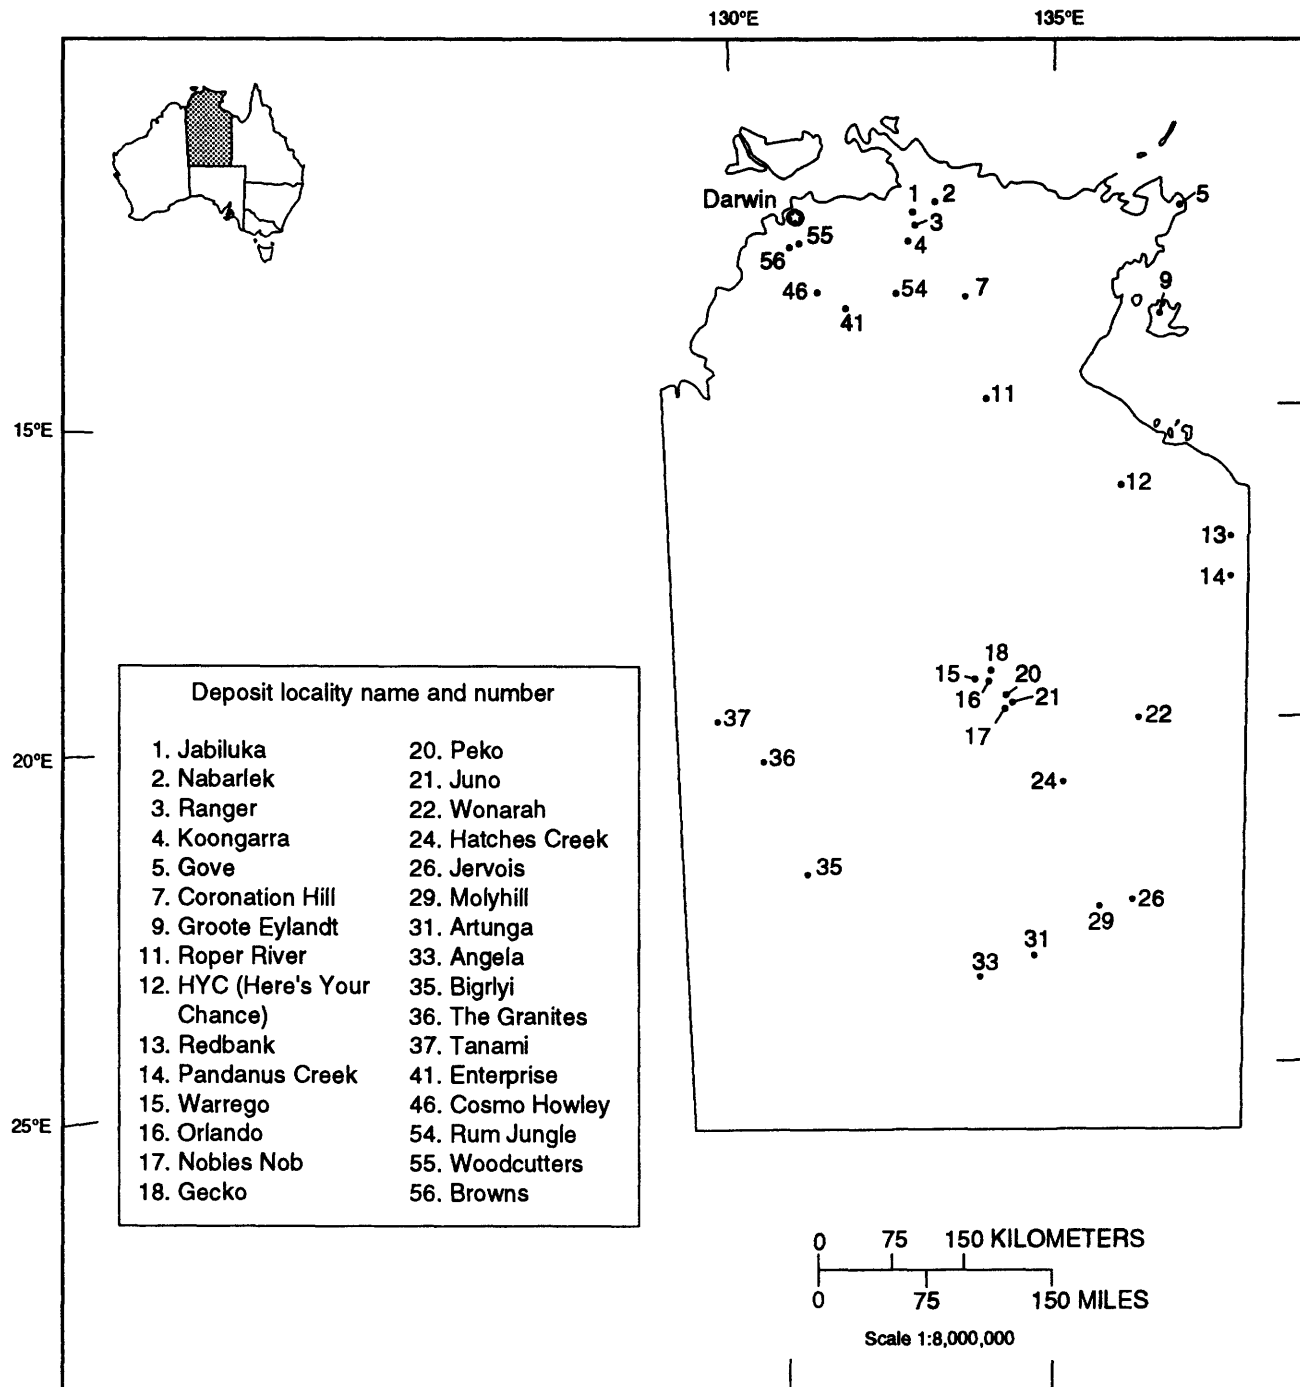 130°E 135°E
Darwin
1
2
3
4
5
55
56
46
54
7
9
41
11
15°E
12
13
14
18
15
20
16
21
17
22
37
36
20°E
24
35
26
29
31
33
25°E
Deposit locality name and number
1. Jabiluka
2. Nabarlek
3. Ranger
4. Koongarra
5. Gove
7. Coronation Hill
9. Groote Eylandt
11. Roper River
12. HYC (Here's Your
Chance)
13. Redbank
14. Pandanus Creek
15. Warrego
16. Orlando
17. Nobles Nob
18. Gecko
20. Peko
21. Juno
22. Wonarah
24. Hatches Creek
26. Jervois
29. Molyhill
31. Artunga
33. Angela
35. Bigrlyi
36. The Granites
37. Tanami
41. Enterprise
46. Cosmo Howley
54. Rum Jungle
55. Woodcutters
56. Browns
0 75 150 KILOMETERS
0 75 150 MILES
Scale 1:8,000,000